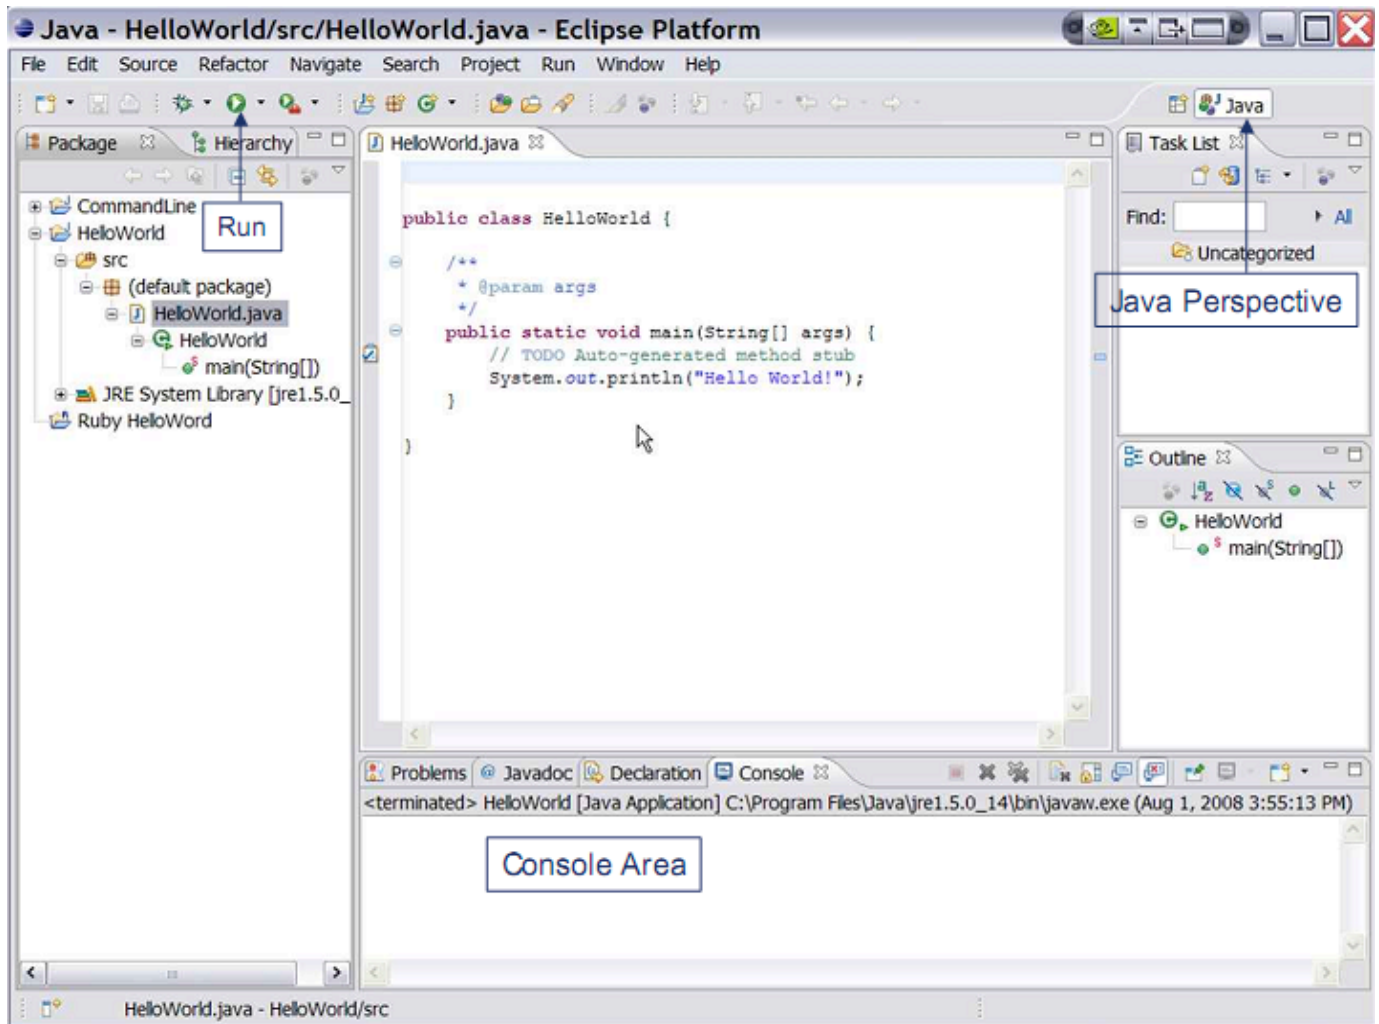 Java - HelloWorld/src/HelloWorld.java - Eclipse Platform
File Edit Source Refactor Navigate Search Project Run Window Help
Java
Package Hierarchy
CommandLine
HelloWorld
src
(default package)
HelloWorld.java
HelloWorld
main(String[])
JRE System Library [jre1.5.0_
Ruby HelloWord
Run
HelloWorld.java
public class HelloWorld {
/**
* @param args
*/
public static void main(String[] args) {
// TODO Auto-generated method stub
System.out.println("Hello World!");
}
}
Task List
Find: All
Uncategorized
Java Perspective
Outline
HelloWorld
main(String[])
Problems Javadoc Declaration Console
<terminated> HelloWorld [Java Application] C:\Program Files\Java\jre1.5.0_14\bin\javaw.exe (Aug 1, 2008 3:55:13 PM)
Console Area
HelloWorld.java - HelloWorld/src